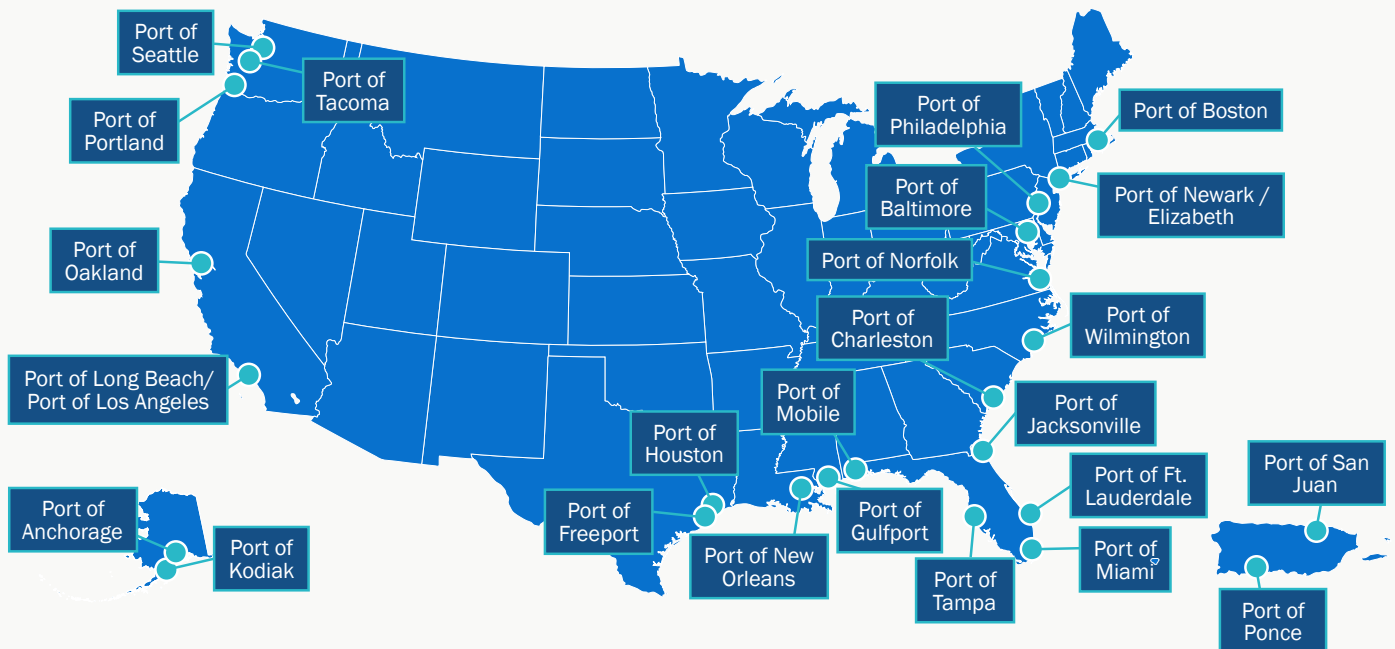 Port of
Seattle
Port of
Tacoma
Port of
Portland
Port of
Philadelphia
Port of Boston
Port of
Baltimore
Port of Newark /
Elizabeth
Port of
Oakland
Port of Norfolk
Port of
Charleston
Port of
Wilmington
Port of Long Beach/
Port of Los Angeles
Port of
Mobile
Port of
Jacksonville
Port of
Houston
Port of San
Juan
Port of Ft.
Lauderdale
Port of
Anchorage
Port of
Freeport
Port of
Gulfport
Port of
Kodiak
Port of New
Orleans
Port of
Miami
Port of
Tampa
Port of
Ponce